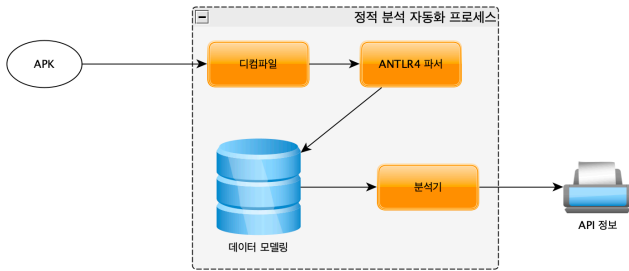 정적 분석 자동화 프로세스
APK
디컴파일
ANTLR4 파서
분석기
데이터 모델링
API 정보